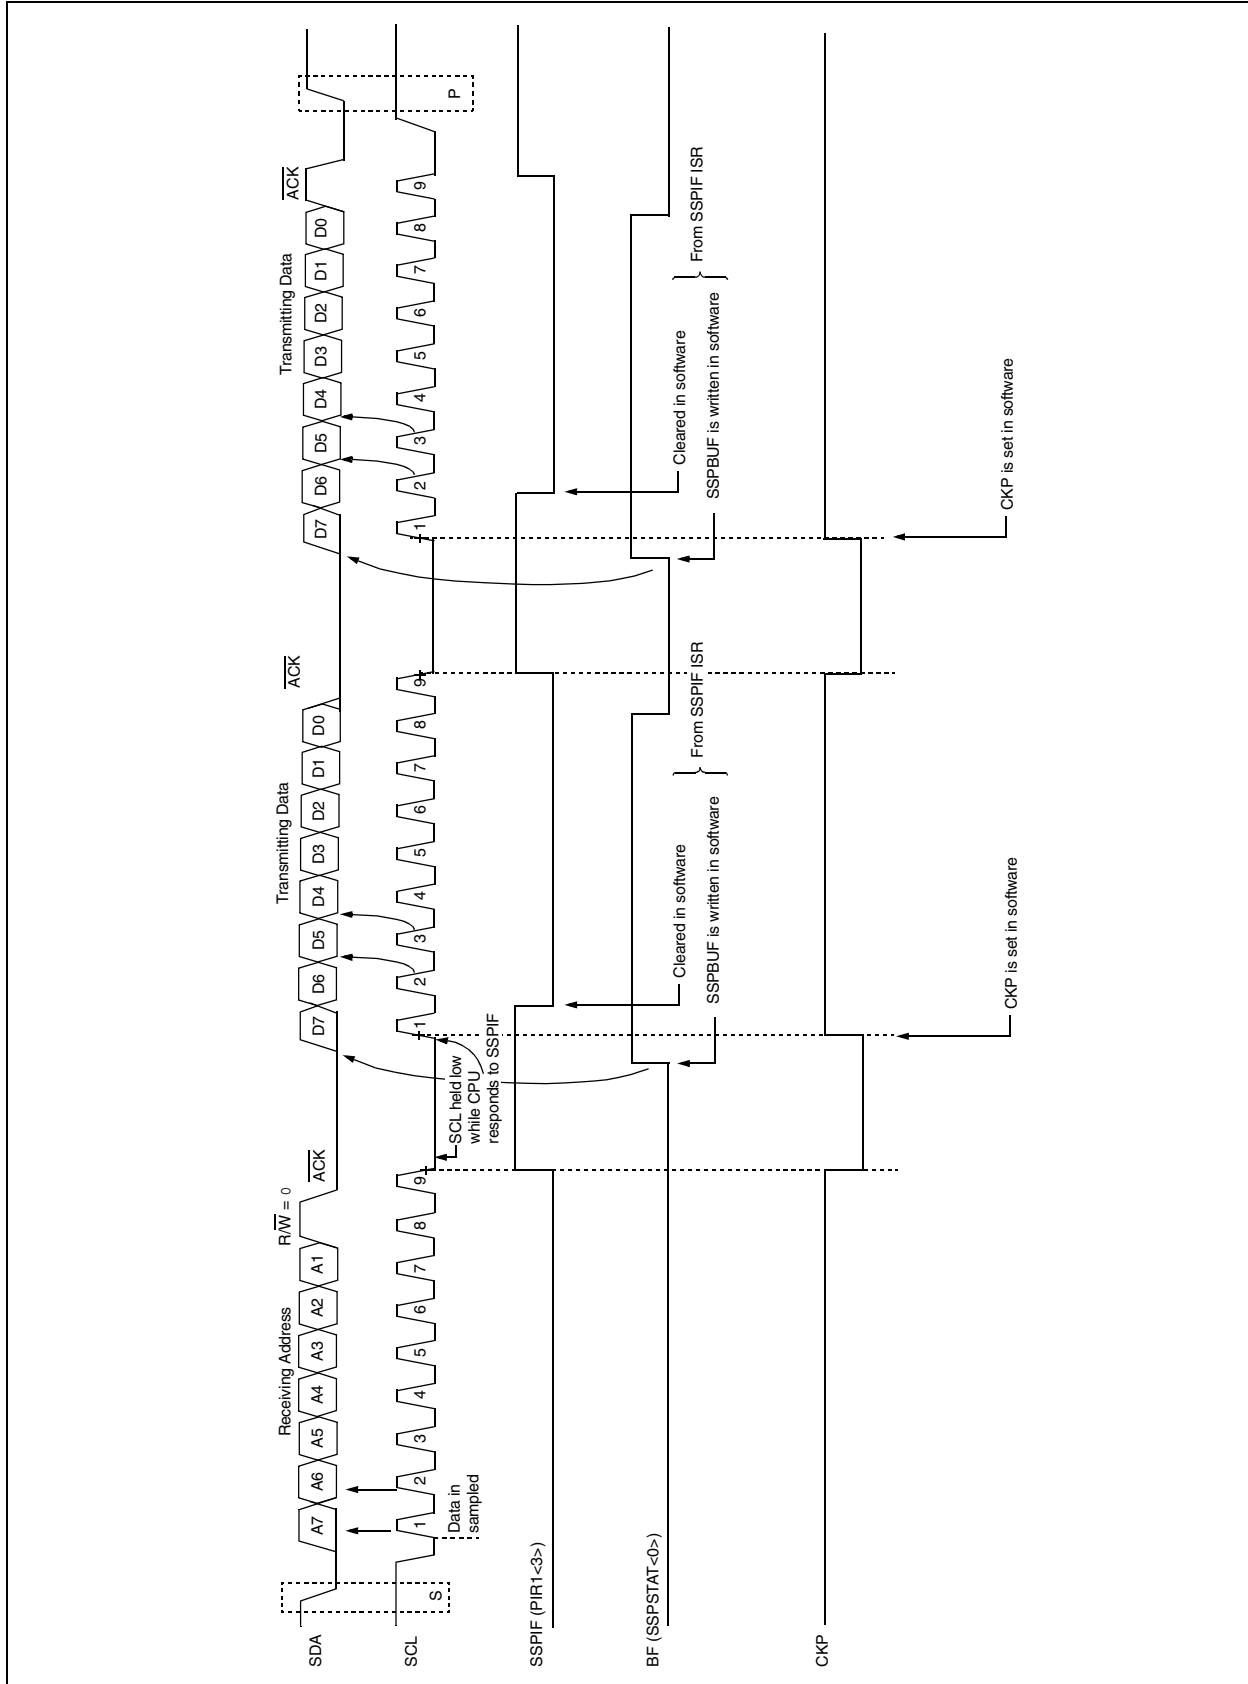 Receiving Address
R/W = 0
ACK
Transmitting Data
ACK
Transmitting Data
ACK
SDA
A7 A6 A5 A4 A3 A2 A1
D7 D6 D5 D4 D3 D2 D1 D0
D7 D6 D5 D4 D3 D2 D1 D0
SCL
1 2 3 4 5 6 7 8 9
1 2 3 4 5 6 7 8 9
1 2 3 4 5 6 7 8 9
S
P
Data in
sampled
SCL held low
while CPU
responds to SSPIF
SSPIF (PIR1<3>)
Cleared in software
Cleared in software
BF (SSPSTAT<0>)
SSPBUF is written in software
From SSPIF ISR
SSPBUF is written in software
From SSPIF ISR
CKP
CKP is set in software
CKP is set in software